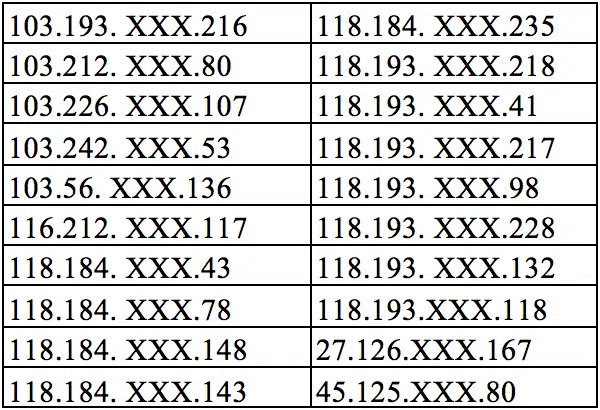 103.193. XXX.216 118.184. XXX.235
103.212. XXX.80 118.193. XXX.218
103.226. XXX.107 118.193. XXX.41
103.242. XXX.53 118.193. XXX.217
103.56. XXX.136 118.193. XXX.98
116.212. XXX.117 118.193. XXX.228
118.184. XXX.43 118.193. XXX.132
118.184. XXX.78 118.193.XXX.118
118.184. XXX.148 27.126.XXX.167
118.184. XXX.143 45.125.XXX.80